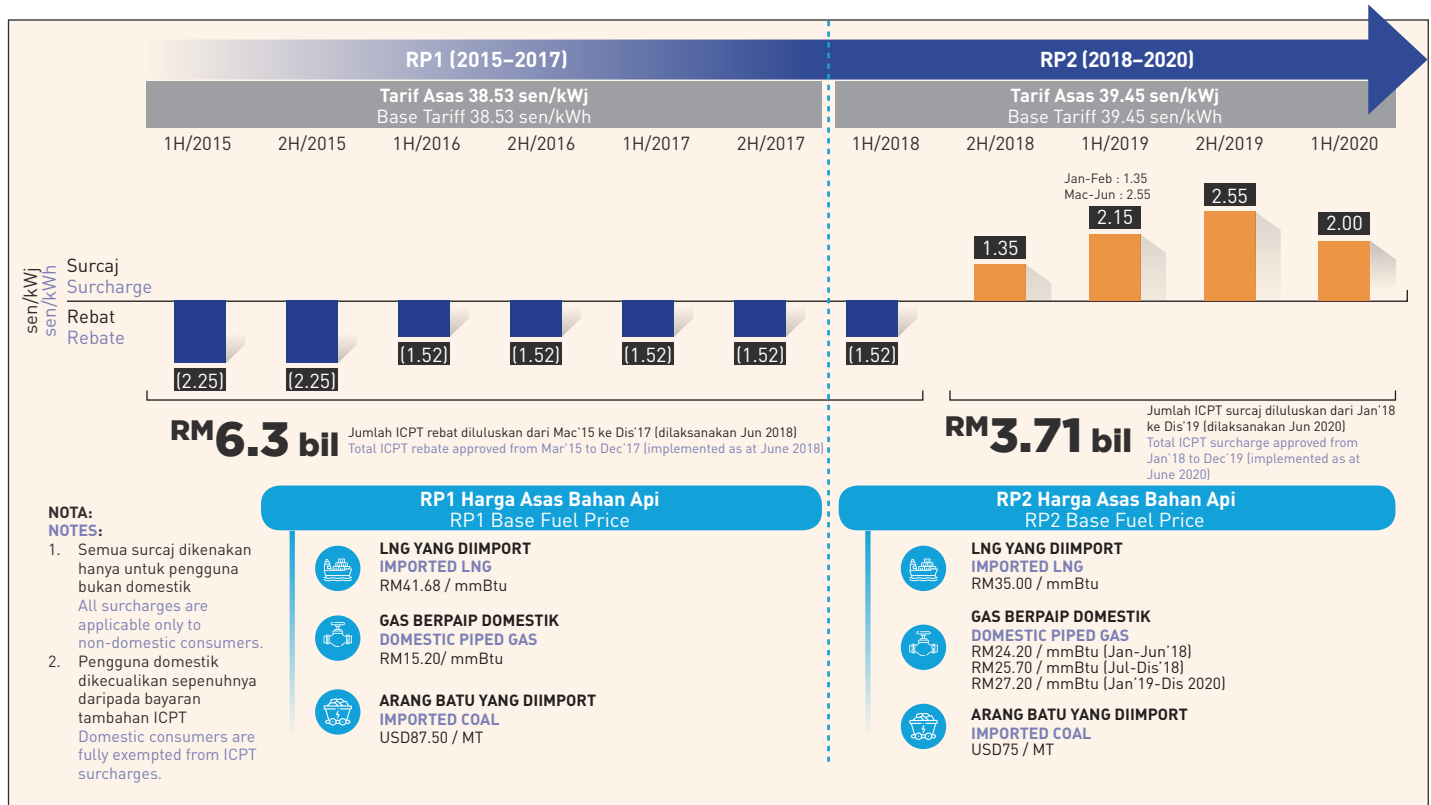 RP1 (2015–2017)
RP2 (2018–2020)
Tarif Asas 38.53 sen/kWj
Base Tariff 38.53 sen/kWh
Tarif Asas 39.45 sen/kWj
Base Tariff 39.45 sen/kWh
1H/2015
2H/2015
1H/2016
2H/2016
1H/2017
2H/2017
1H/2018
2H/2018
1H/2019
2H/2019
1H/2020
Jan-Feb : 1.35
Mac-Jun : 2.55
1.35
2.15
2.55
2.00
sen/kWj
sen/kWh
Surcaj
Surcharge
Rebat
Rebate
(2.25)
(2.25)
(1.52)
(1.52)
(1.52)
(1.52)
(1.52)
RM6.3 bil
Jumlah ICPT rebat diluluskan dari Mac'15 ke Dis'17 (dilaksanakan Jun 2018)
Total ICPT rebate approved from Mar'15 to Dec'17 (implemented as at June 2018)
RM3.71 bil
Jumlah ICPT surcaj diluluskan dari Jan'18
ke Dis'19 (dilaksanakan Jun 2020)
Total ICPT surcharge approved from
Jan'18 to Dec'19 (implemented as at
June 2020)
NOTA:
NOTES:
1. Semua surcaj dikenakan
hanya untuk pengguna
bukan domestik
All surcharges are
applicable only to
non-domestic consumers.
2. Pengguna domestik
dikecualikan sepenuhnya
daripada bayaran
tambahan ICPT
Domestic consumers are
fully exempted from ICPT
surcharges.
RP1 Harga Asas Bahan Api
RP1 Base Fuel Price
LNG YANG DIIMPORT
IMPORTED LNG
RM41.68 / mmBtu
GAS BERPAIP DOMESTIK
DOMESTIC PIPED GAS
RM15.20/ mmBtu
ARANG BATU YANG DIIMPORT
IMPORTED COAL
USD87.50 / MT
RP2 Harga Asas Bahan Api
RP2 Base Fuel Price
LNG YANG DIIMPORT
IMPORTED LNG
RM35.00 / mmBtu
GAS BERPAIP DOMESTIK
DOMESTIC PIPED GAS
RM24.20 / mmBtu (Jan-Jun'18)
RM25.70 / mmBtu (Jul-Dis'18)
RM27.20 / mmBtu (Jan'19-Dis 2020)
ARANG BATU YANG DIIMPORT
IMPORTED COAL
USD75 / MT